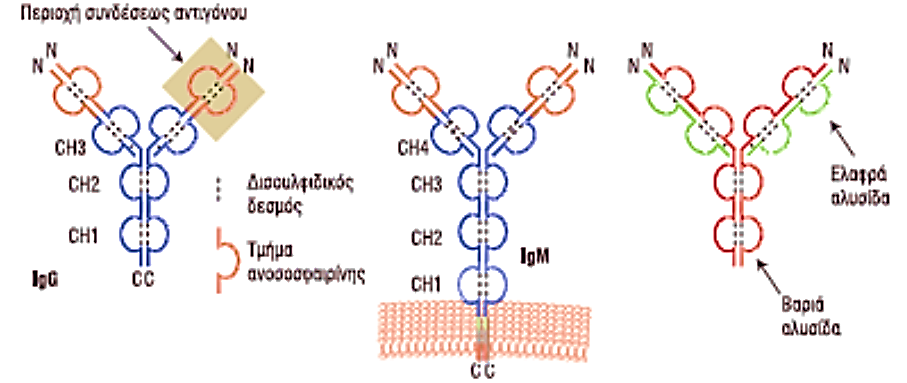 Περιοχή συνδέσεως αντιγόνου
N
N
N
N
CH3
CH2
CH1
IgG
CC
Δισουλφιδικός
δεσμός
Τμήμα
ανοσοσφαιρίνης
N
N
N
N
CH4
CH3
CH2
CH1
IgM
CC
N
N
N
N
Ελαφρά
αλυσίδα
Βαριά
αλυσίδα